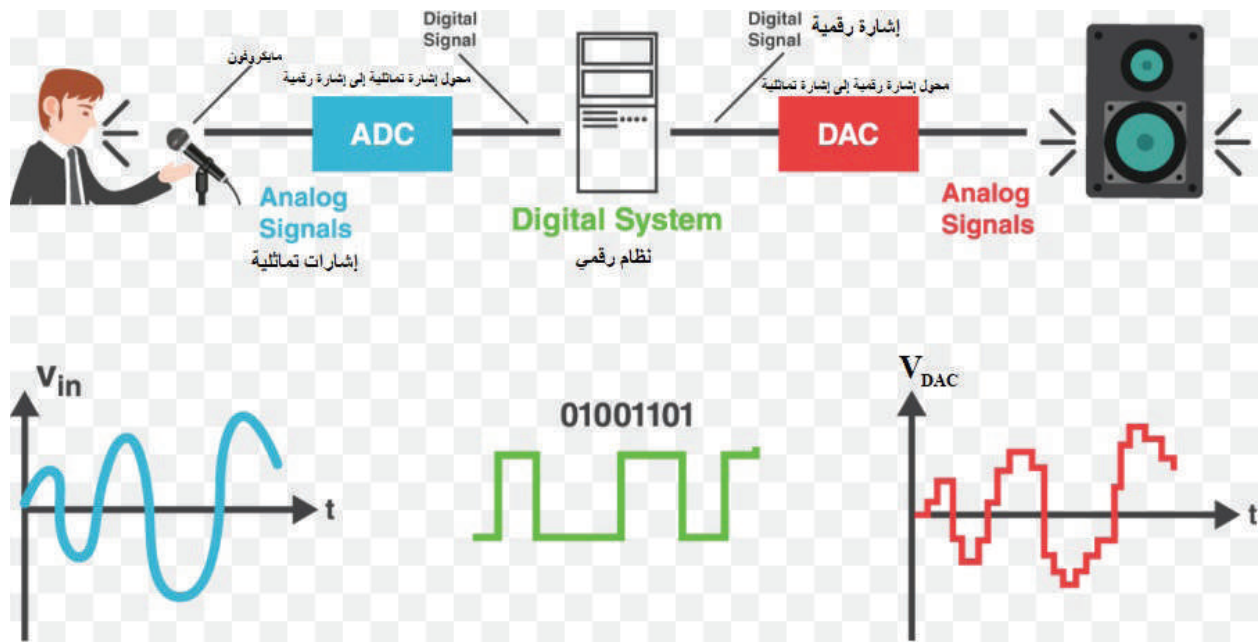 Digital
Signal
Digital
Signal
إشارة رقمية
مايكروفون
محول إشارة تماثلية إلى إشارة رقمية
محول إشارة رقمية إلى إشارة تماثلية
ADC
DAC
Analog
Signals
إشارات تماثلية
Digital System
نظام رقمي
Analog
Signals
Vin
t
01001101
VDAC
t